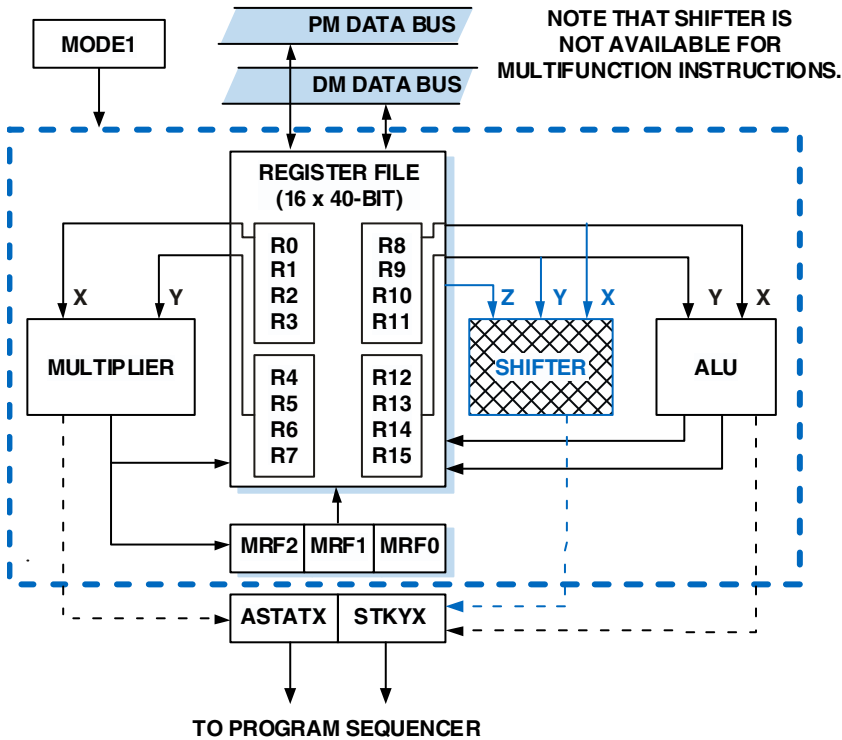 MODE1
PM DATA BUS
DM DATA BUS
NOTE THAT SHIFTER IS
NOT AVAILABLE FOR
MULTIFUNCTION INSTRUCTIONS.
REGISTER FILE
(16 x 40-BIT)
R0
R1
R2
R3
R8
R9
R10
R11
R4
R5
R6
R7
R12
R13
R14
R15
X
Y
MULTIPLIER
Z
Y
X
SHIFTER
Y
X
ALU
MRF2
MRF1
MRF0
ASTATX
STKYX
TO PROGRAM SEQUENCER